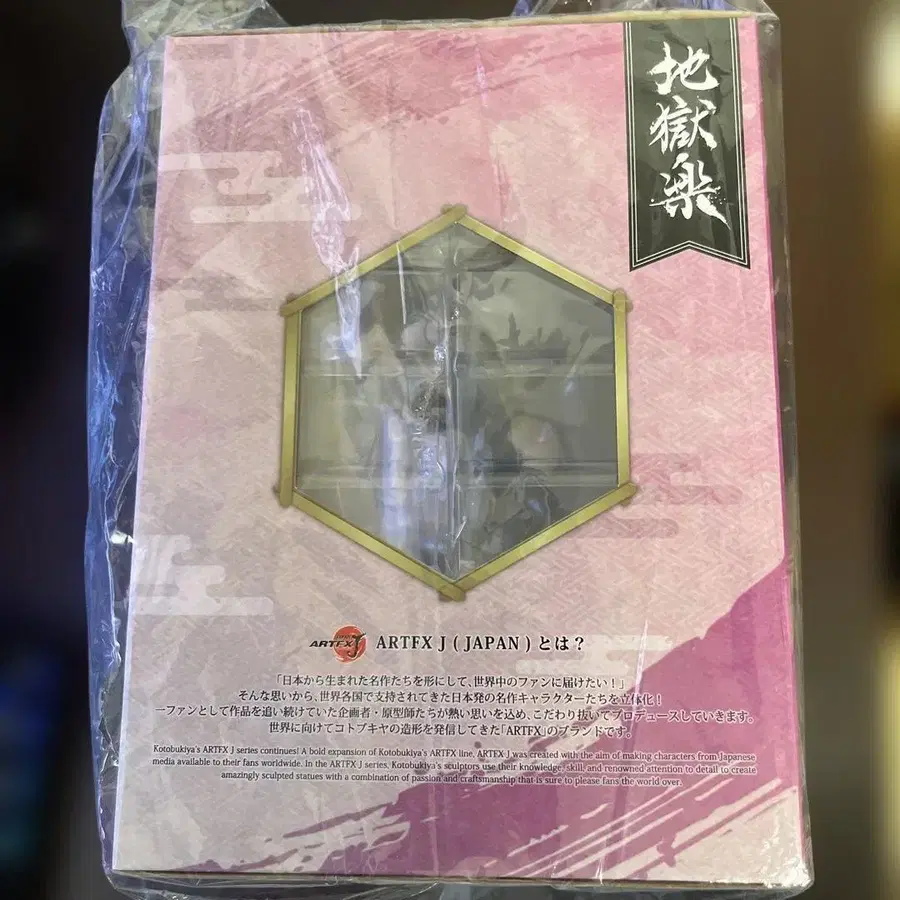 地獄楽
ARTFX J
ARTFX J ( JAPAN ) とは？
「日本から生まれた名作たちを形にして、世界中のファンに届けたい！」
そんな思いから、世界各国で支持されてきた日本発の名作キャラクターたちを立体化！
一ファンとして作品を追い続けていた企画者・原型師たちが熱い思いを込め、こだわり抜いてプロデュースしていきます。
世界に向けてコトブキヤの造形を発信してきた「ARTFX」のブランドです。
Kotobukiya's ARTFX J series continues! A bold expansion of Kotobukiya's ARTFX line, ARTFX J was created with the aim of making characters from Japanese
media available to their fans worldwide. In the ARTFX J series, Kotobukiya's sculptors use their knowledge, skill, and renowned attention to detail to create
amazingly sculpted statues with a combination of passion and craftsmanship that is sure to please fans the world over.